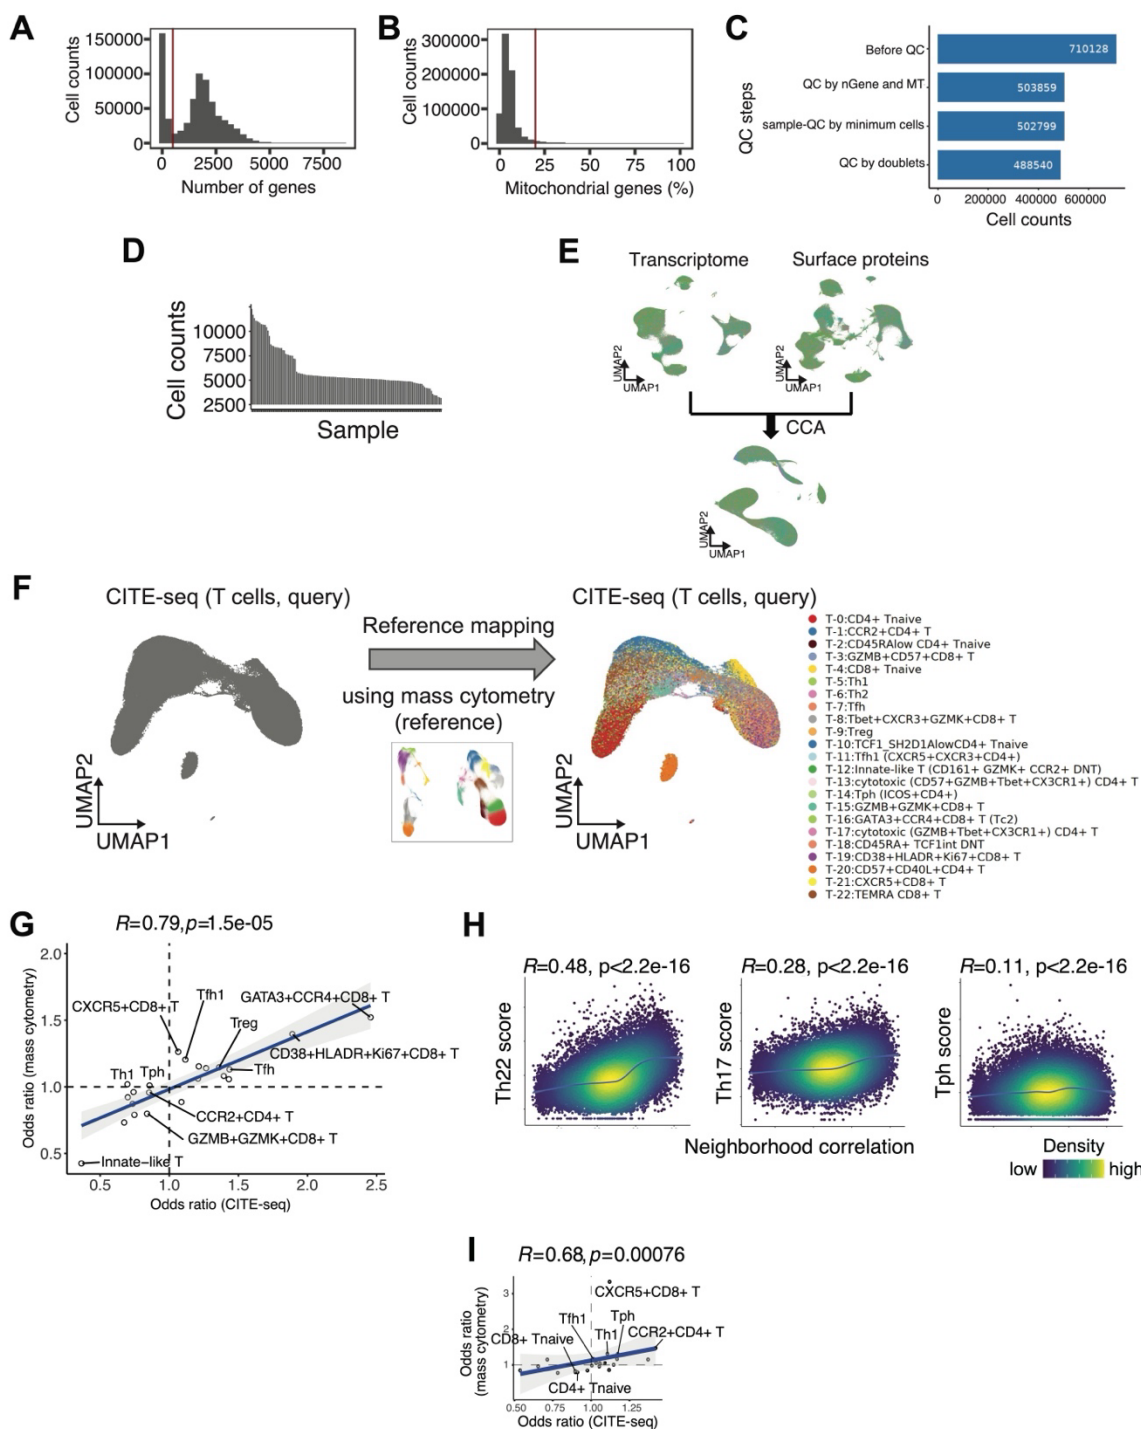 A
Cell counts
150000
100000
50000
0
0 2500 5000 7500
Number of genes
B
Cell counts
300000
200000
100000
0
0 25 50 75 100
Mitochondrial genes (%)
C
QC steps
Before QC 710128
QC by nGene and MT 503859
sample-QC by minimum cells 502799
QC by doublets 488540
0 200000 400000 600000
Cell counts
D
Cell counts
10000
7500
5000
2500
Sample
E
Transcriptome
Surface proteins
UMAP2
UMAP1
UMAP2
UMAP1
CCA
UMAP2
UMAP1
F
CITE-seq (T cells, query)
Reference mapping
using mass cytometry
(reference)
CITE-seq (T cells, query)
UMAP2
UMAP1
UMAP2
UMAP1
T-0:CD4+ Tnaive
T-1:CCR2+CD4+ T
T-2:CD45RAlow CD4+ Tnaive
T-3:GZMB+CD57+CD8+ T
T-4:CD8+ Tnaive
T-5:Th1
T-6:Th2
T-7:Tfh
T-8:Tbet+CXCR3+GZMK+CD8+ T
T-9:Treg
T-10:TCF1_SH2D1AlowCD4+ Tnaive
T-11:Tfh1 (CXCR5+CXCR3+CD4+)
T-12:Innate-like T (CD161+ GZMK+ CCR2+ DNT)
T-13:cytotoxic (CD57+GZMB+Tbet+CX3CR1+) CD4+ T
T-14:Tph (ICOS+CD4+)
T-15:GZMB+GZMK+CD8+ T
T-16:GATA3+CCR4+CD8+ T (Tc2)
T-17:cytotoxic (GZMB+Tbet+CX3CR1+) CD4+ T
T-18:CD45RA+ TCF1int DNT
T-19:CD38+HLADR+Ki67+CD8+ T
T-20:CD57+CD40L+CD4+ T
T-21:CXCR5+CD8+ T
T-22:TEMRA CD8+ T
G
R=0.79, p=1.5e-05
Odds ratio (mass cytometry)
2.0
1.5
1.0
0.5
CXCR5+CD8+ T
Tfh1
GATA3+CCR4+CD8+ T
Treg
CD38+HLADR+Ki67+CD8+ T
Th1
Tph
Tfh
CCR2+CD4+ T
GZMB+GZMK+CD8+ T
Innate-like T
0.5 1.0 1.5 2.0 2.5
Odds ratio (CITE-seq)
H
R=0.48, p<2.2e-16
Th22 score
R=0.28, p<2.2e-16
Th17 score
R=0.11, p<2.2e-16
Tph score
Neighborhood correlation
Density
low high
I
R=0.68, p=0.00076
Odds ratio
(mass cytometry)
3
2
1
CXCR5+CD8+ T
Tfh1
Tph
CD8+ Tnaive
Th1
CCR2+CD4+ T
CD4+ Tnaive
0.50 0.75 1.00 1.25
Odds ratio (CITE-seq)